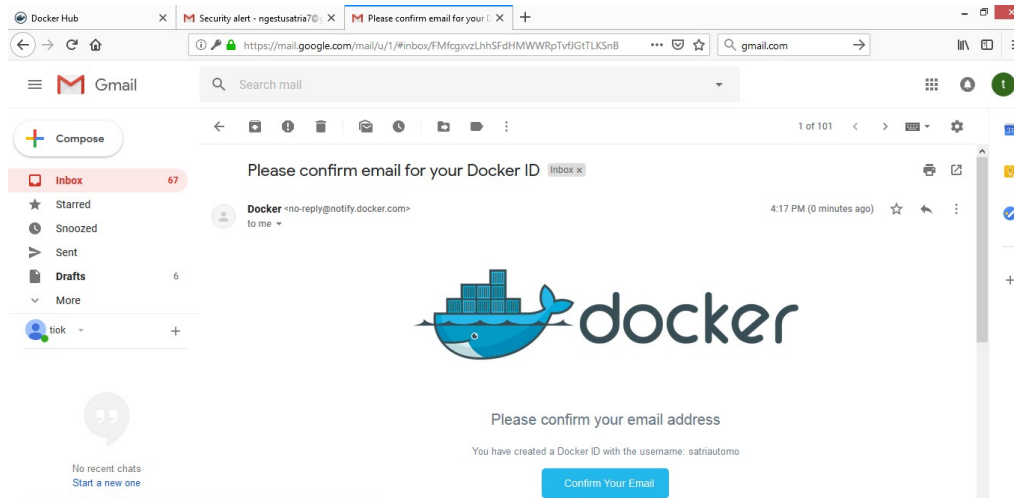 Docker Hub
Security alert - ngestusatria7@
Please confirm email for your D
https://mail.google.com/mail/u/1/#inbox/FMfcgxvzLhhSFdHMWWRpTvfJGtTLKSnB
gmail.com
Gmail
Search mail
t
Compose
1 of 101
31
Inbox 67
Starred
Snoozed
Sent
Drafts 6
More
tiok
No recent chats
Start a new one
Please confirm email for your Docker ID Inbox x
Docker <no-reply@notify.docker.com> 4:17 PM (0 minutes ago)
to me
docker
Please confirm your email address
You have created a Docker ID with the username: satriautomo
Confirm Your Email